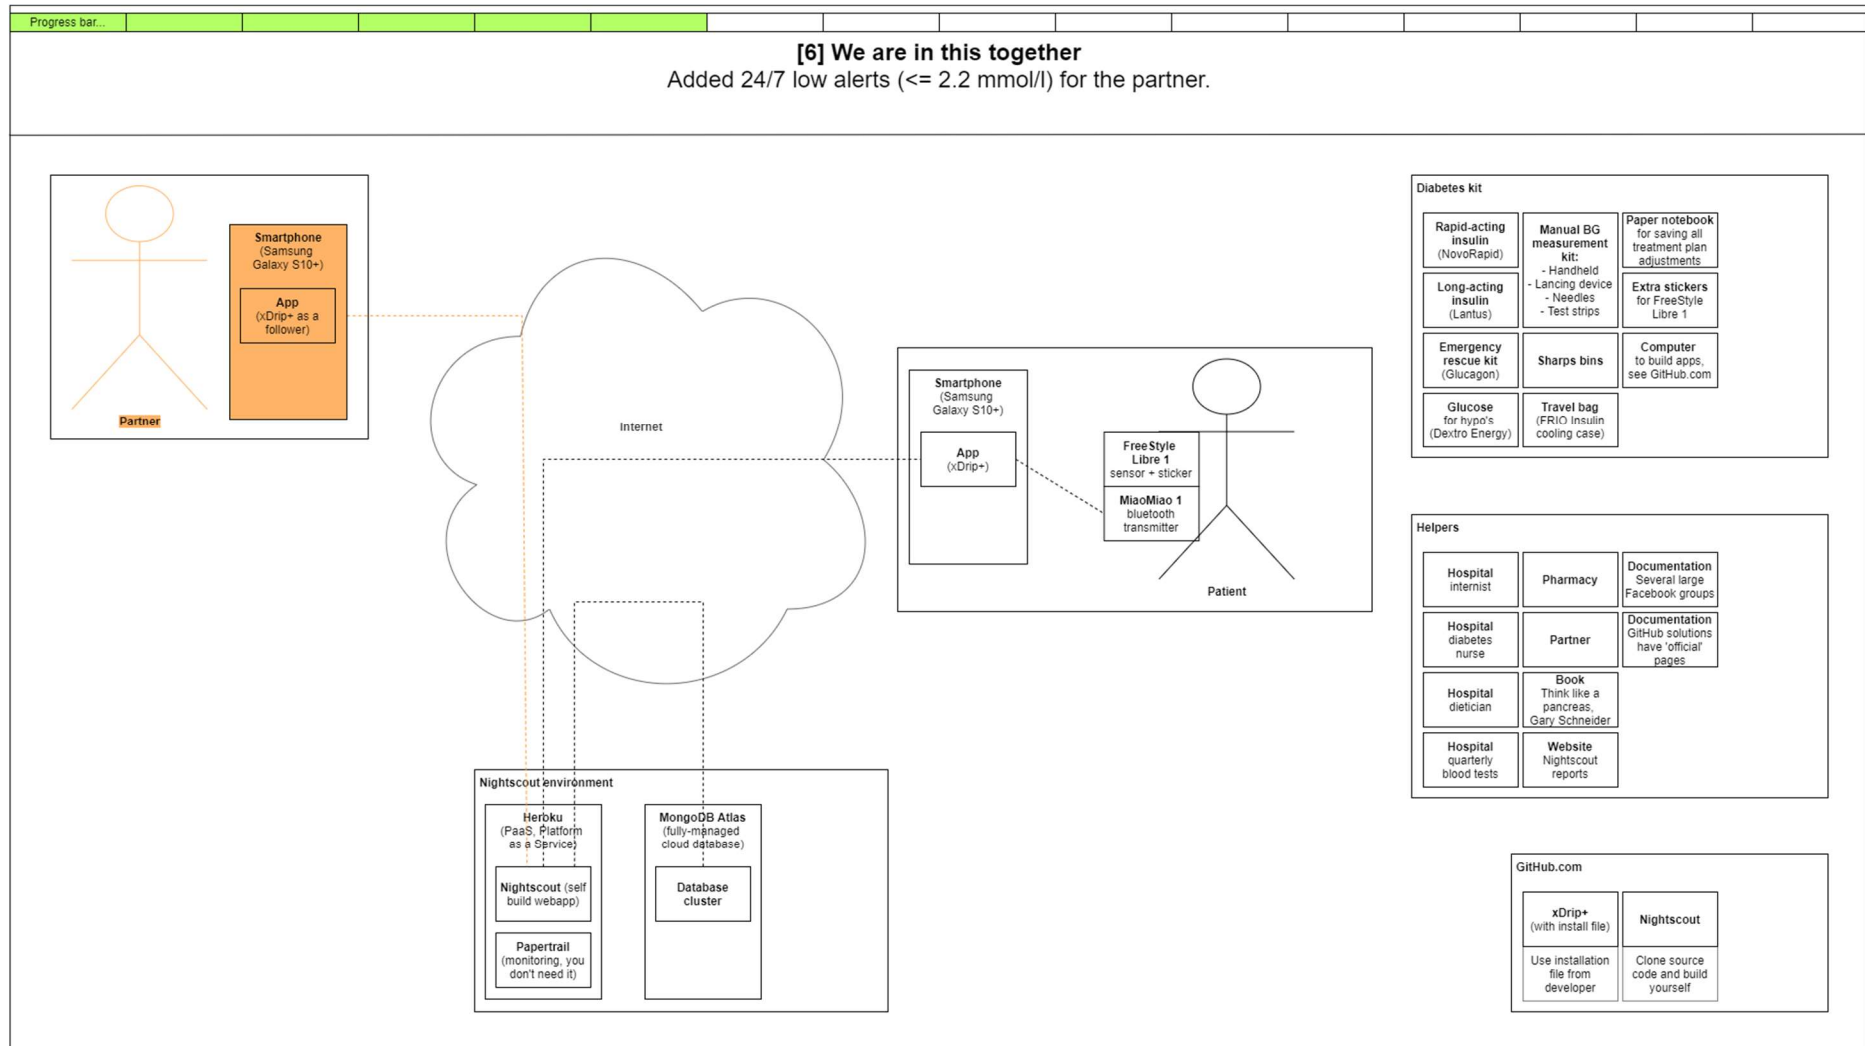 Progress bar...
[6] We are in this together
Added 24/7 low alerts (<= 2.2 mmol/l) for the partner.
Smartphone
(Samsung
Galaxy S10+)
App
(xDrip+ as a
follower)
Partner
Internet
Smartphone
(Samsung
Galaxy S10+)
App
(xDrip+)
FreeStyle
Libre 1
sensor + sticker
MiaoMiao 1
bluetooth
transmitter
Patient
Nightscout environment
Heroku
(PaaS, Platform
as a Service)
Nightscout (self
build webapp)
Papertrail
(monitoring, you
don't need it)
MongoDB Atlas
(fully-managed
cloud database)
Database
cluster
Diabetes kit
Rapid-acting
insulin
(NovoRapid)
Manual BG
measurement
kit:
- Handheld
- Lancing device
- Needles
- Test strips
Paper notebook
for saving all
treatment plan
adjustments
Long-acting
insulin
(Lantus)
Extra stickers
for FreeStyle
Libre 1
Emergency
rescue kit
(Glucagon)
Sharps bins
Computer
to build apps,
see GitHub.com
Glucose
for hypo's
(Dextro Energy)
Travel bag
(FRIO Insulin
cooling case)
Helpers
Hospital
internist
Pharmacy
Documentation
Several large
Facebook groups
Hospital
diabetes
nurse
Partner
Documentation
GitHub solutions
have 'official'
pages
Hospital
dietician
Book
Think like a
pancreas,
Gary Schneider
Hospital
quarterly
blood tests
Website
Nightscout
reports
GitHub.com
xDrip+
(with install file)
Nightscout
Use installation
file from
developer
Clone source
code and build
yourself